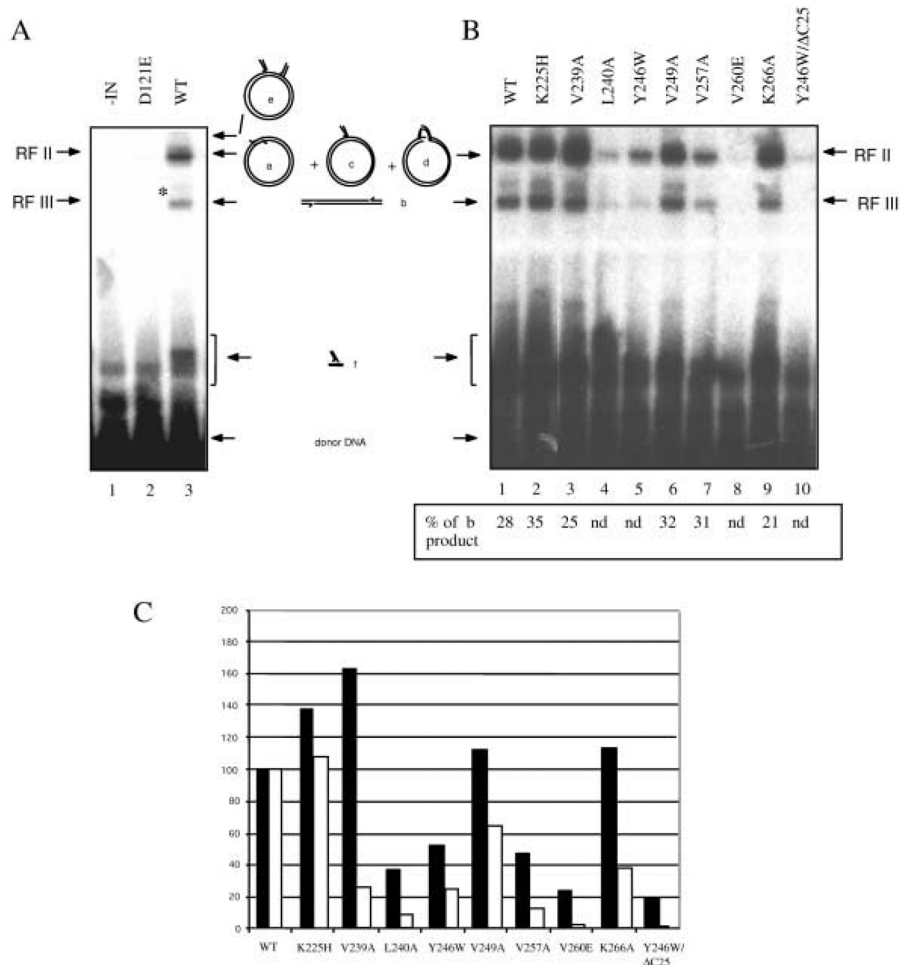 A
B
-IN D121E WT
WT K225H V239A L240A Y246W V249A V257A V260E K266A Y246W/ΔC25
e
RF II
a + c + d
RF II
*
RF III
b
RF III
f
donor DNA
1 2 3
1 2 3 4 5 6 7 8 9 10
% of b product 28 35 25 nd nd 32 31 nd 21 nd
C
200
180
160
140
120
100
80
60
40
20
0
WT K225H V239A L240A Y246W V249A V257A V260E K266A Y246W/
ΔC25